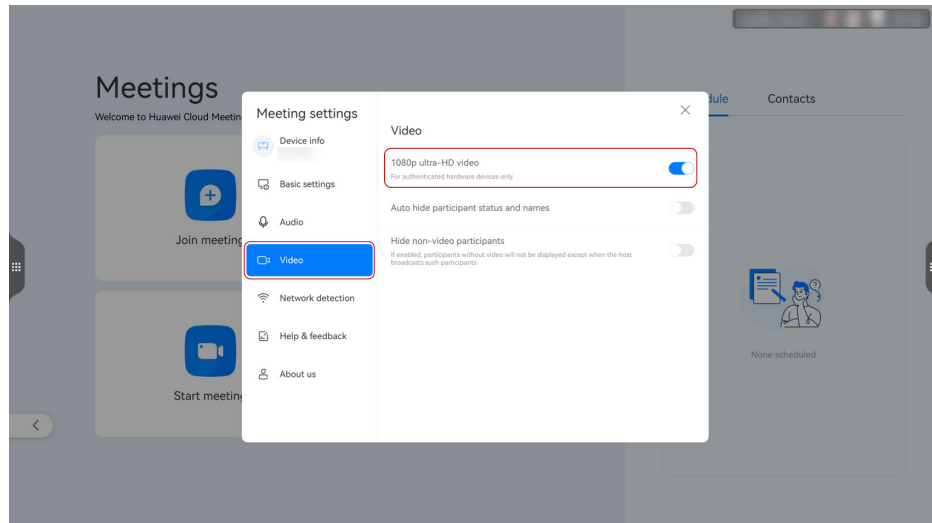 Meetings
Welcome to Huawei Cloud Meetin
Join meeting
Start meeting
Meeting settings
Device info
Basic settings
Audio
Video
Network detection
Help & feedback
About us
Video
1080p ultra-HD video
For authenticated hardware devices only
Auto hide participant status and names
Hide non-video participants
If enabled, participants without video will not be displayed except when the host
broadcasts such participants
dule
Contacts
None scheduled